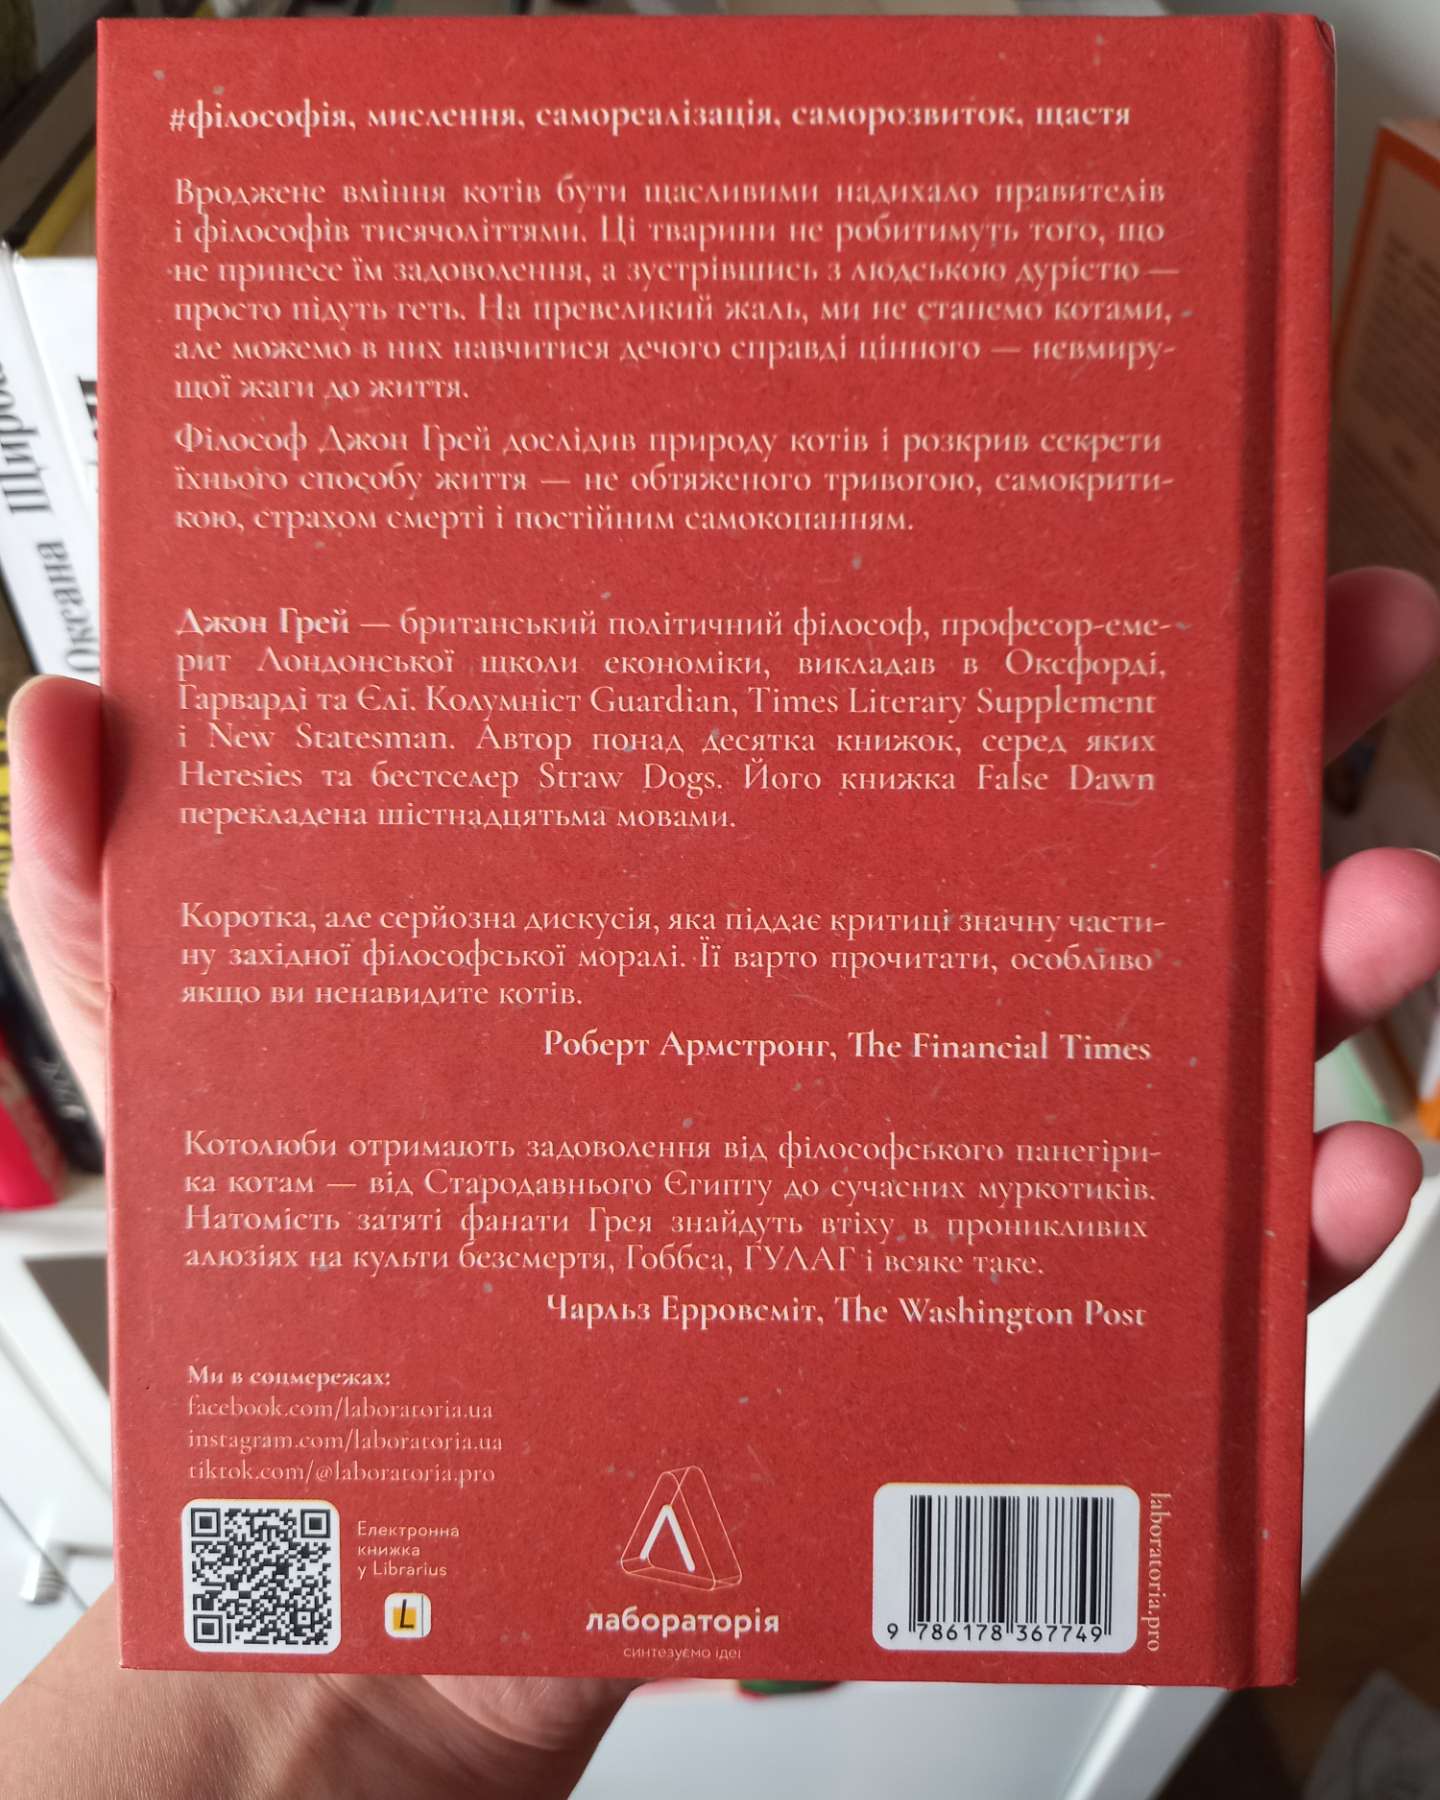 #філософія, мислення, самореалізація, саморозвиток, щастя
Вроджене вміння котів бути щасливими надихало правителів
і філософів тисячоліттями. Ці тварини не робитимуть того, що
не принесе їм задоволення, а зустрівшись з людською дурістю —
просто підуть геть. На превеликий жаль, ми не станемо котами,
але можемо в них навчитися дечого справді цінного — невмиру-
щої жаги до життя.
Філософ Джон Грей дослідив природу котів і розкрив секрети
їхнього способу життя — не обтяженого тривогою, самокрити-
кою, страхом смерті і постійним самокопанням.
Джон Грей — британський політичний філософ, професор-еме-
рит Лондонської школи економіки, викладав в Оксфорді,
Гарварді та Єлі. Колумніст Guardian, Times Literary Supplement
і New Statesman. Автор понад десятка книжок, серед яких
Heresies та бестселер Straw Dogs. Його книжка False Dawn
перекладена шістнадцятьма мовами.
Коротка, але серйозна дискусія, яка піддає критиці значну части-
ну західної філософської моралі. Її варто прочитати, особливо
якщо ви ненавидите котів.
Роберт Армстронг, The Financial Times
Котолюби отримають задоволення від філософського панегіри-
ка котам — від Стародавнього Єгипту до сучасних муркотиків.
Натомість затяті фанати Грея знайдуть втіху в проникливих
алюзіях на культи безсмертя, Гоббса, ГУЛАГ і всяке таке.
Чарльз Ерровсміт, The Washington Post
Ми в соцмережах:
facebook.com/laboratoria.ua
instagram.com/laboratoria.ua
tiktok.com/@laboratoria.pro
Електронна
книжка
у Librarius
L
лабораторія
синтезуємо ідеї
9 786178 367749
laboratoria.pro
Оксана